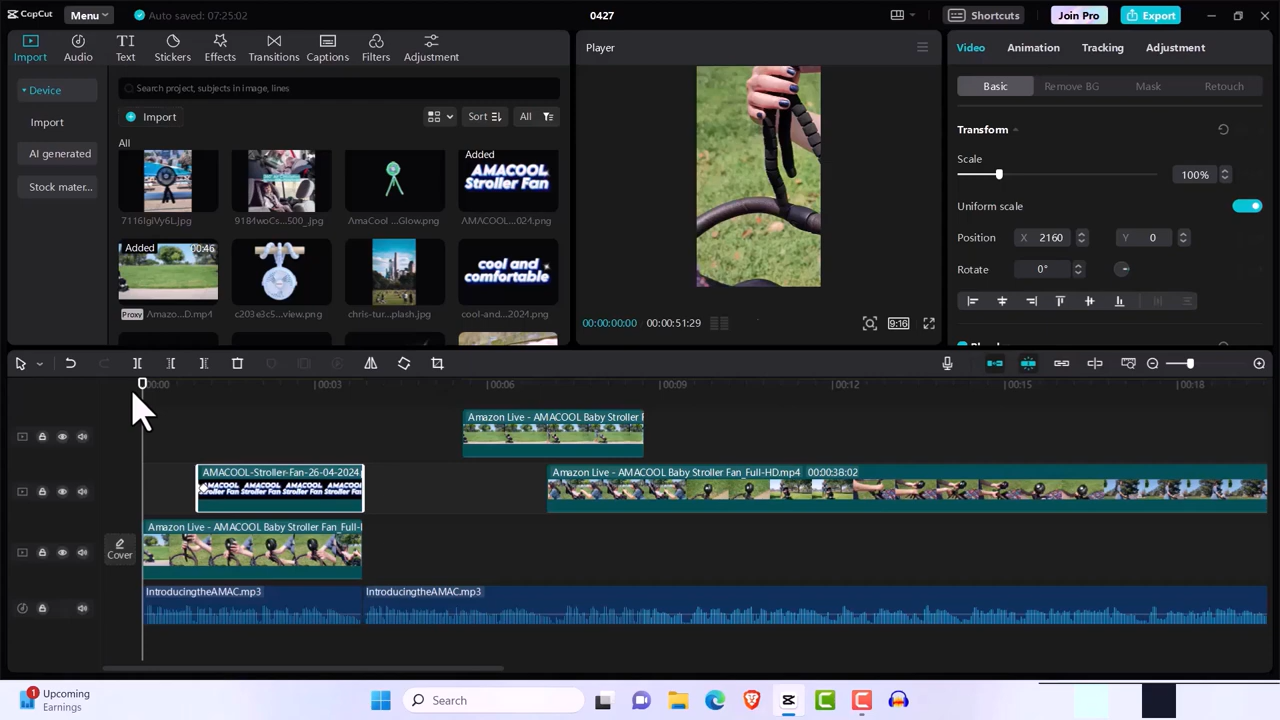 CapCut
Menu
Auto saved: 07:25:02
0427
Shortcuts
Join Pro
Export
Import
Audio
Text
Stickers
Effects
Transitions
Captions
Filters
Adjustment
Device
Import
AI generated
Stock mater...
Search project, subjects in image, lines
Import
Sort
All
All
7116IgIVy6L.jpg
9184woCs...500_.jpg
AmaCool ...Glow.png
Added
AMACOOL
Stroller Fan
AMACOOL...024.png
Added
00:46
Proxy
Amazo...D.mp4
c203e3c5...view.png
chris-tur...plash.jpg
cool and
comfortable
cool-and...2024.png
Player
00:00:00:00
00:00:51:29
9:16
Video
Animation
Tracking
Adjustment
Basic
Remove BG
Mask
Retouch
Transform
Scale
100%
Uniform scale
Position
X 2160
Y 0
Rotate
0°
00:00
00:03
00:06
00:09
00:12
00:15
00:18
Amazon Live - AMACOOL Baby Stroller F
AMACOOL-Stroller-Fan-26-04-2024
Amazon Live - AMACOOL Baby Stroller Fan_Full-HD.mp4 00:00:38:02
Cover
Amazon Live - AMACOOL Baby Stroller Fan_Full-H
IntroducingtheAMAC.mp3
IntroducingtheAMAC.mp3
1
Upcoming
Earnings
Search